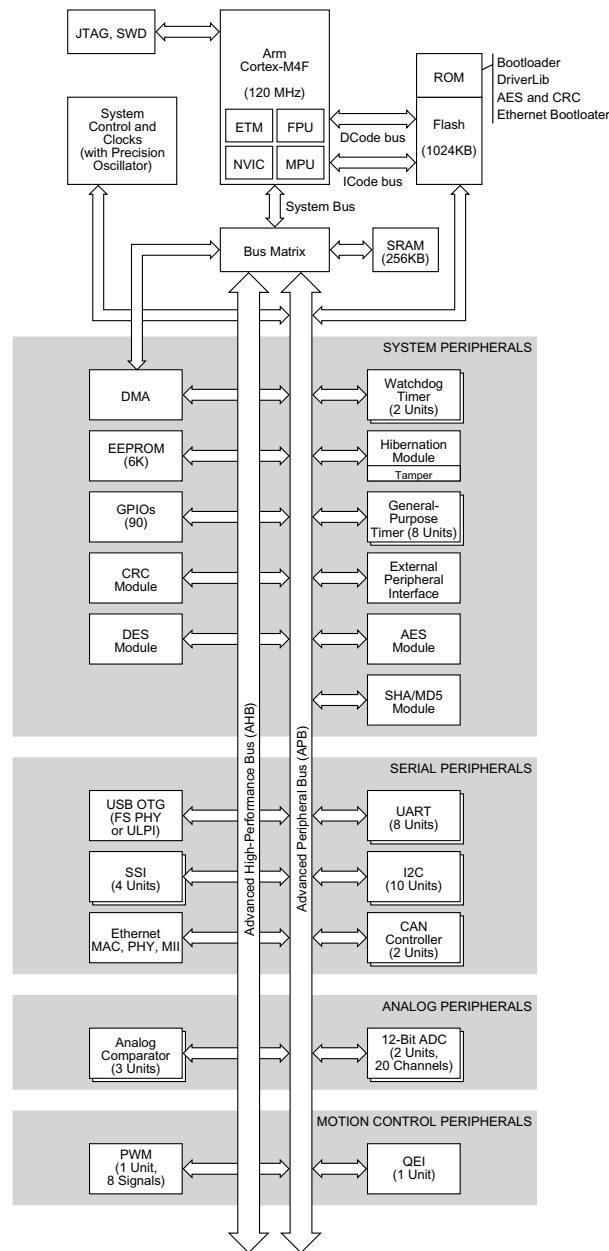 JTAG, SWD
Arm
Cortex-M4F
(120 MHz)
ETM
FPU
NVIC
MPU
ROM
Flash
(1024KB)
Bootloader
DriverLib
AES and CRC
Ethernet Bootloater
System
Control and
Clocks
(with Precision
Oscillator)
DCode bus
ICode bus
System Bus
Bus Matrix
SRAM
(256KB)
SYSTEM PERIPHERALS
DMA
Watchdog
Timer
(2 Units)
EEPROM
(6K)
Hibernation
Module
Tamper
GPIOs
(90)
General-
Purpose
Timer (8 Units)
CRC
Module
External
Peripheral
Interface
DES
Module
AES
Module
SHA/MD5
Module
Advanced High-Performance Bus (AHB)
Advanced Peripheral Bus (APB)
SERIAL PERIPHERALS
USB OTG
(FS PHY
or ULPI)
UART
(8 Units)
SSI
(4 Units)
I2C
(10 Units)
Ethernet
MAC, PHY, MII
CAN
Controller
(2 Units)
ANALOG PERIPHERALS
Analog
Comparator
(3 Units)
12-Bit ADC
(2 Units,
20 Channels)
MOTION CONTROL PERIPHERALS
PWM
(1 Unit,
8 Signals)
QEI
(1 Unit)